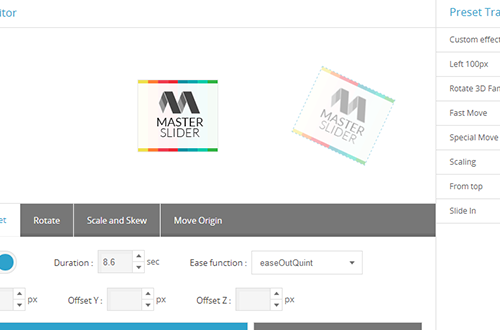 itor
Preset Tra
Custom effect
Left 100px
Rotate 3D Fan
Fast Move
Special Move
Scaling
From top
Slide In
MASTER
SLIDER
MASTER
SLIDER
et
Rotate
Scale and Skew
Move Origin
Duration :
8.6
sec
Ease function :
easeOutQuint
px
Offset Y :
px
Offset Z :
px